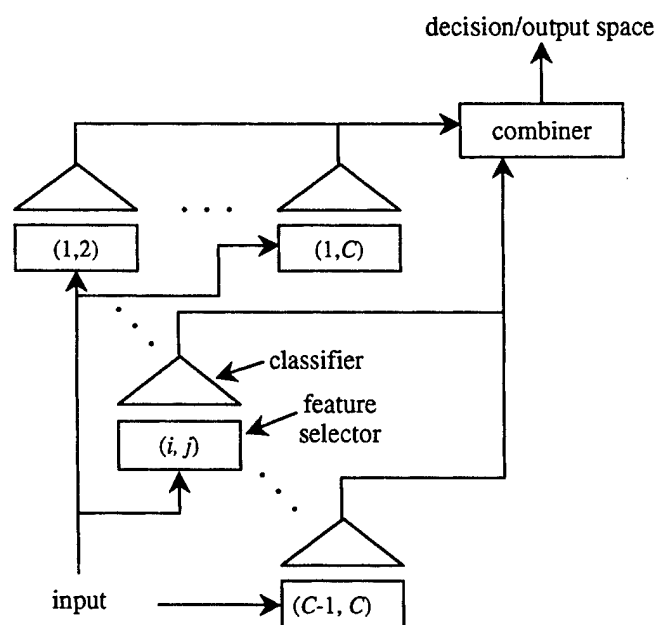 decision/output space
combiner
(1,2)
(1,C)
classifier
feature
selector
(i, j)
input
(C-1, C)